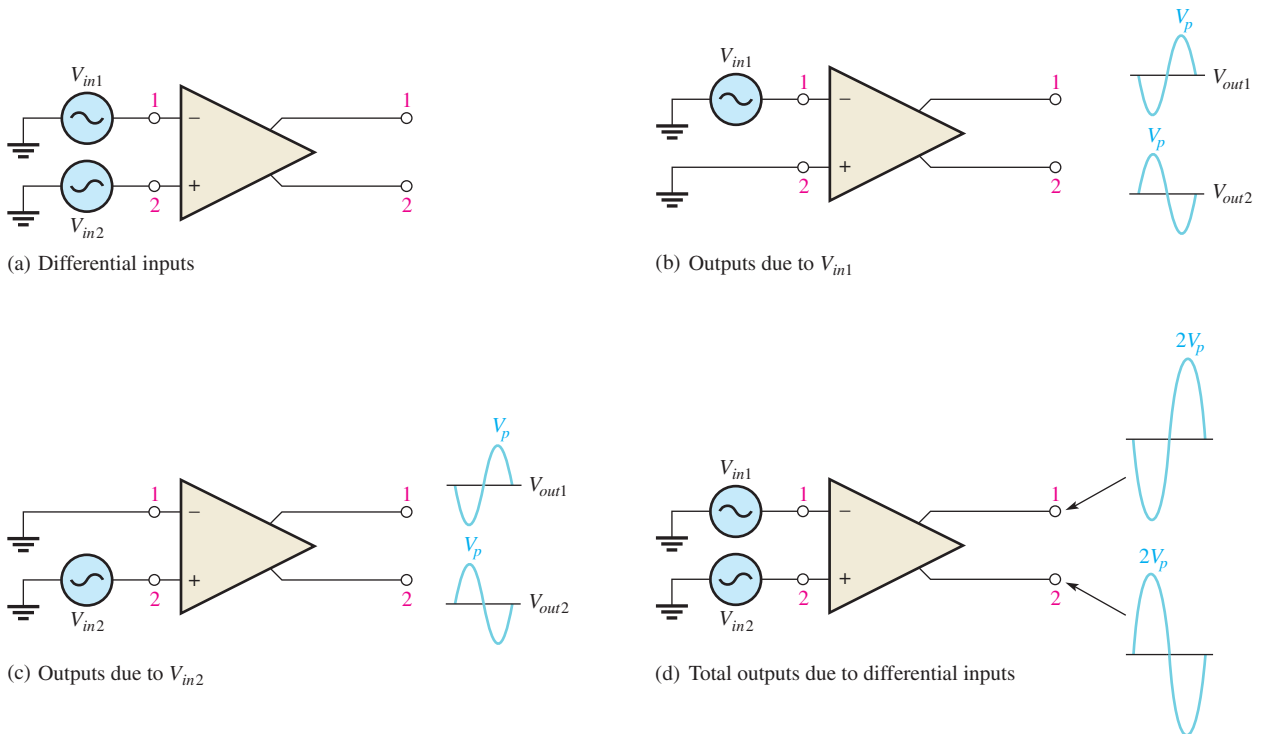 V_in1
1
−
1
2
+
2
V_in2
(a) Differential inputs
V_p
V_in1
1
−
1
V_out1
V_p
2
+
2
V_out2
(b) Outputs due to V_in1
V_p
1
−
1
V_out1
V_p
2
+
2
V_out2
V_in2
(c) Outputs due to V_in2
2V_p
V_in1
1
−
1
2V_p
2
+
2
V_in2
(d) Total outputs due to differential inputs